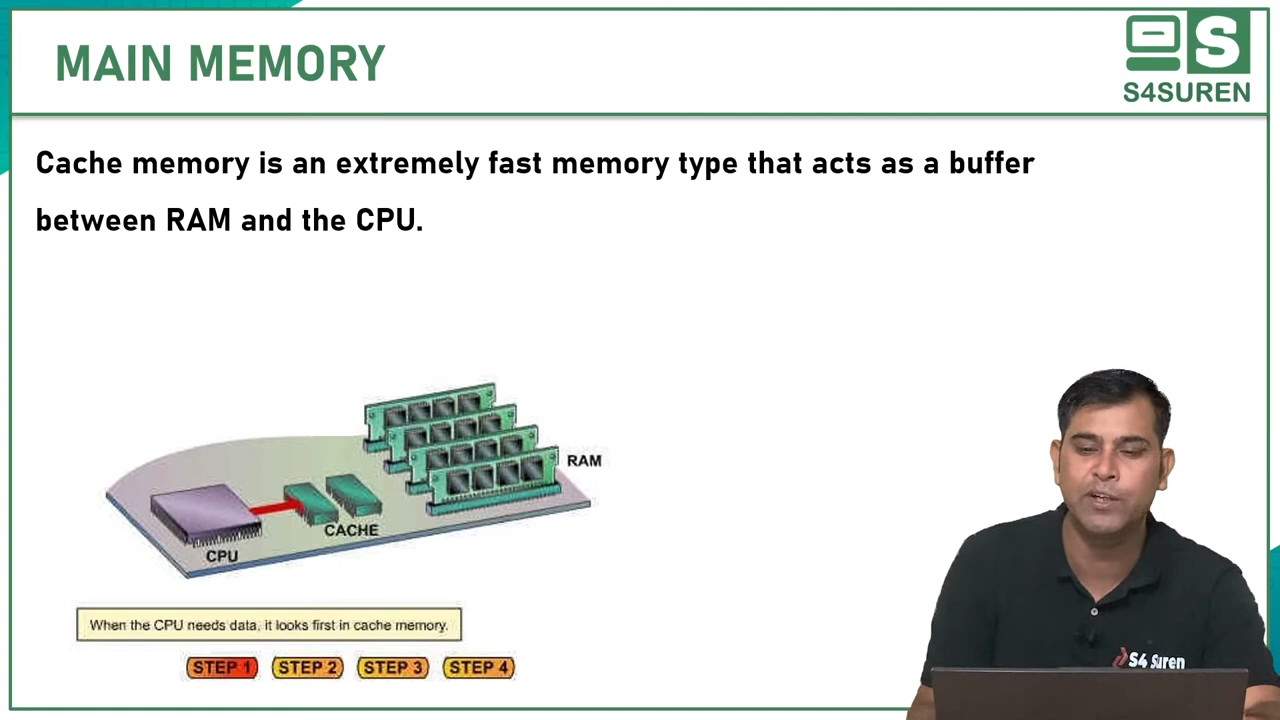 MAIN MEMORY
S
S4SUREN
Cache memory is an extremely fast memory type that acts as a buffer
between RAM and the CPU.
RAM
CACHE
CPU
When the CPU needs data, it looks first in cache memory.
STEP 1 STEP 2 STEP 3 STEP 4
S4 Suren